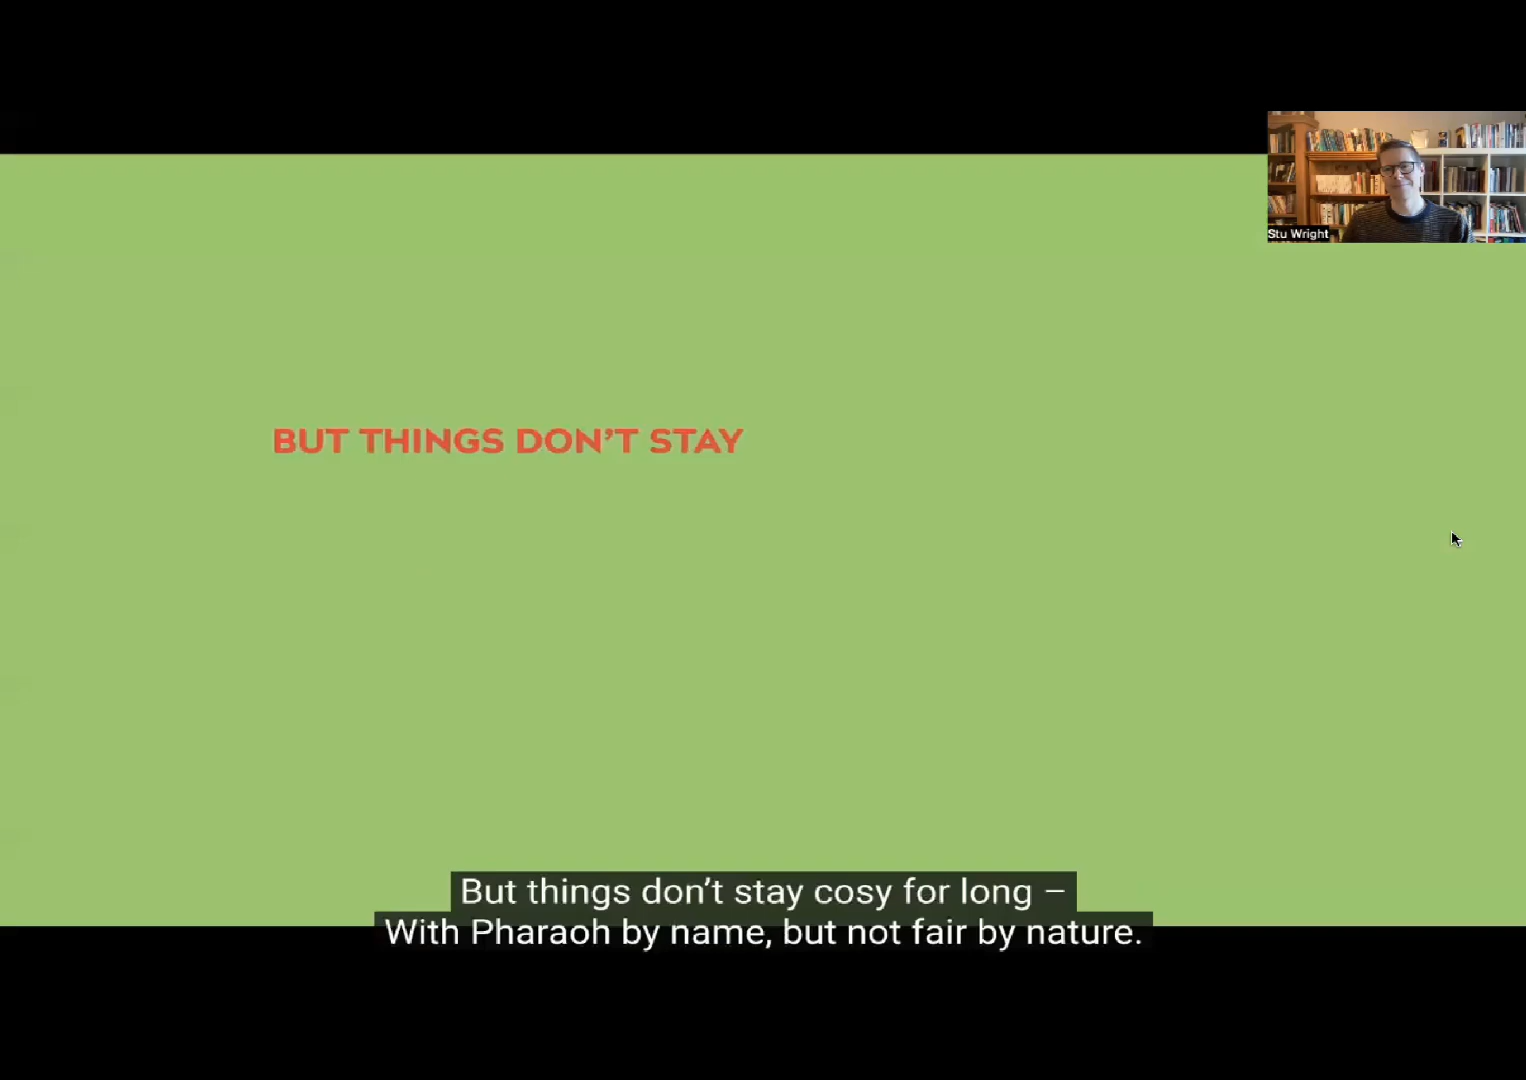 Stu Wright
BUT THINGS DON’T STAY
But things don’t stay cosy for long –
With Pharaoh by name, but not fair by nature.